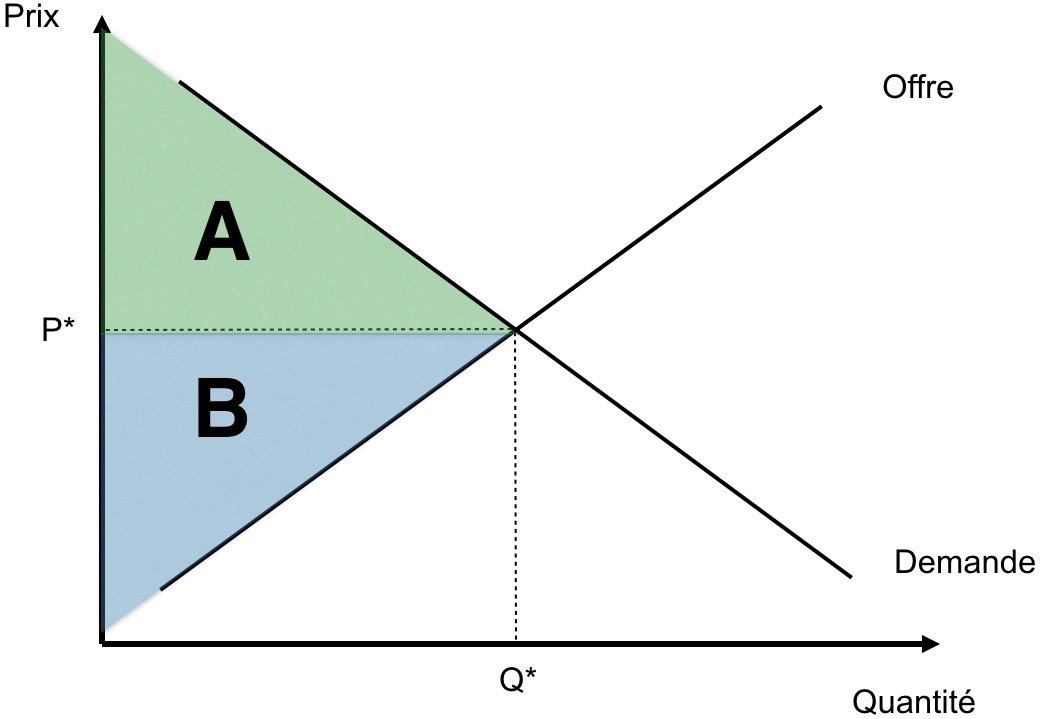 Prix
Offre
A
P*
B
Demande
Q*
Quantité